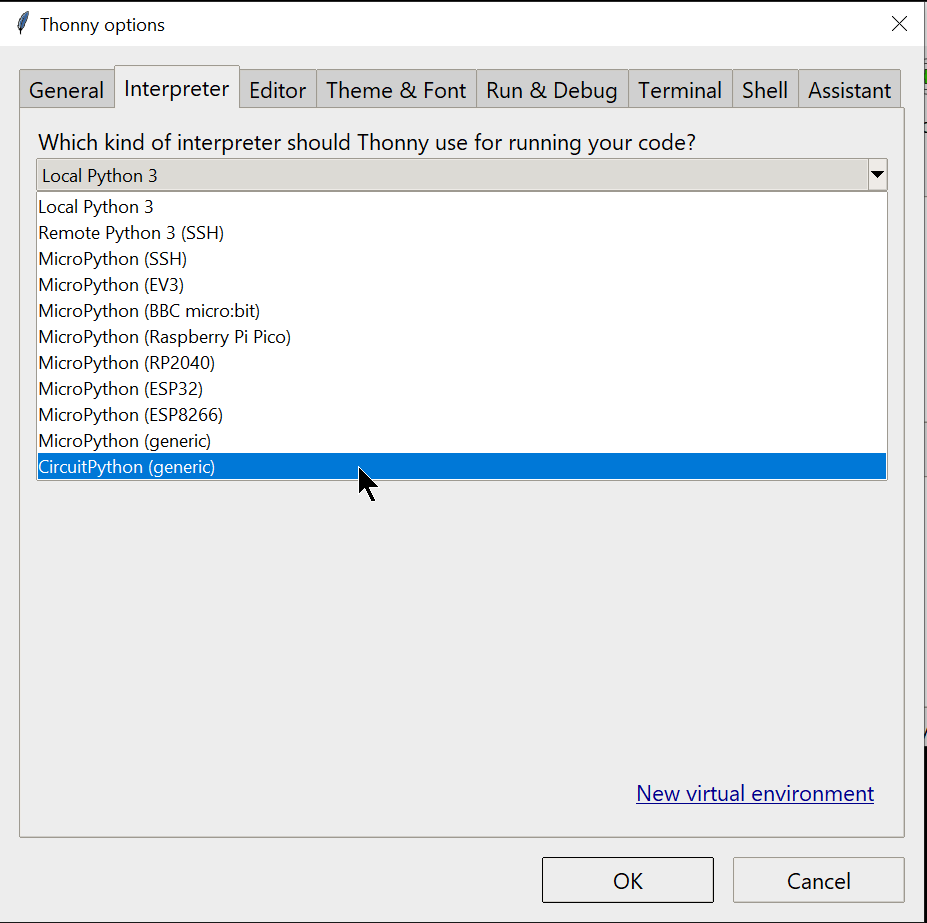 Thonny options
General Interpreter Editor Theme & Font Run & Debug Terminal Shell Assistant
Which kind of interpreter should Thonny use for running your code?
Local Python 3
Local Python 3
Remote Python 3 (SSH)
MicroPython (SSH)
MicroPython (EV3)
MicroPython (BBC micro:bit)
MicroPython (Raspberry Pi Pico)
MicroPython (RP2040)
MicroPython (ESP32)
MicroPython (ESP8266)
MicroPython (generic)
CircuitPython (generic)
New virtual environment
OK Cancel